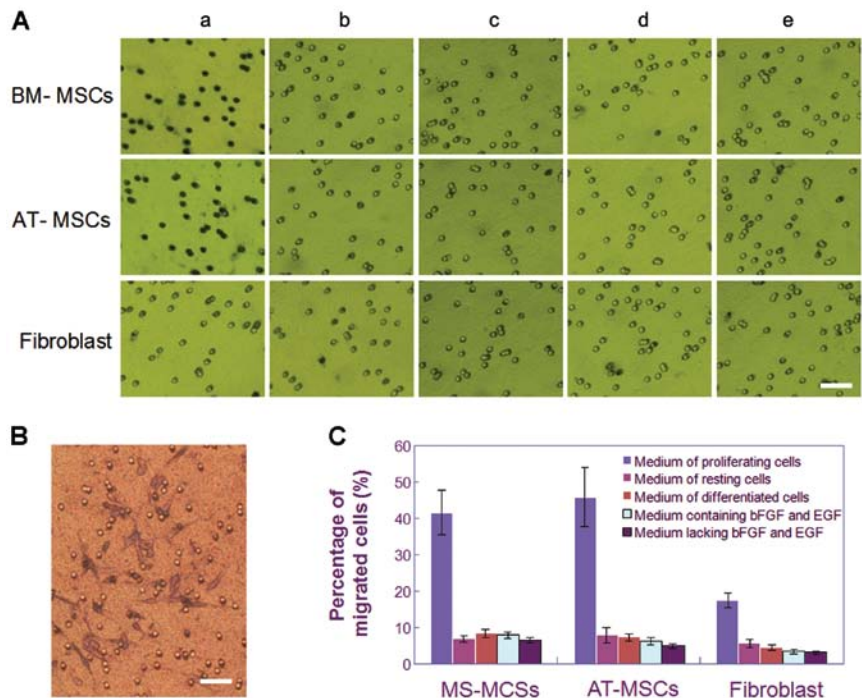 A
a b c d e
BM- MSCs
AT- MSCs
Fibroblast
B
C
Percentage of
migrated cells (%)
60
50
40
30
20
10
0
Medium of proliferating cells
Medium of resting cells
Medium of differentiated cells
Medium containing bFGF and EGF
Medium lacking bFGF and EGF
MS-MCSs AT-MSCs Fibroblast